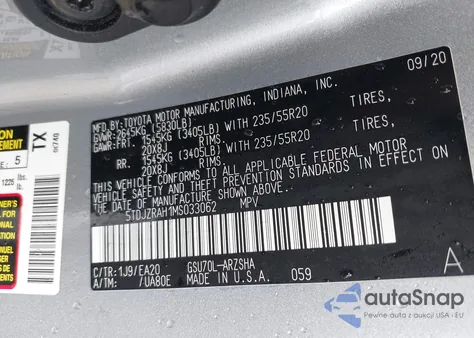 MFD.BY:TOYOTA MOTOR MANUFACTURING, INDIANA, INC. 09/20
GVWR:2645KG (5830LB)
GAWR:FRT. 1545KG (3405LB) WITH 235/55R20 TIRES,
20X8J RIMS.
RR. 1545KG (3405LB) WITH 235/55R20 TIRES,
20X8J RIMS.
THIS VEHICLE CONFORMS TO ALL APPLICABLE FEDERAL MOTOR
VEHICLE SAFETY AND THEFT PREVENTION STANDARDS IN EFFECT
ON THE DATE OF MANUFACTURE SHOWN ABOVE.
5TDJZRAH1MS033062 MPV
C/TR:1J9/EA20 GSU70L-ARZSHA A
A/TM: /UA80E MADE IN U.S.A. 059
TX
5
1225 lbs
autoSnap
Pewne auta z aukcji USA - EU